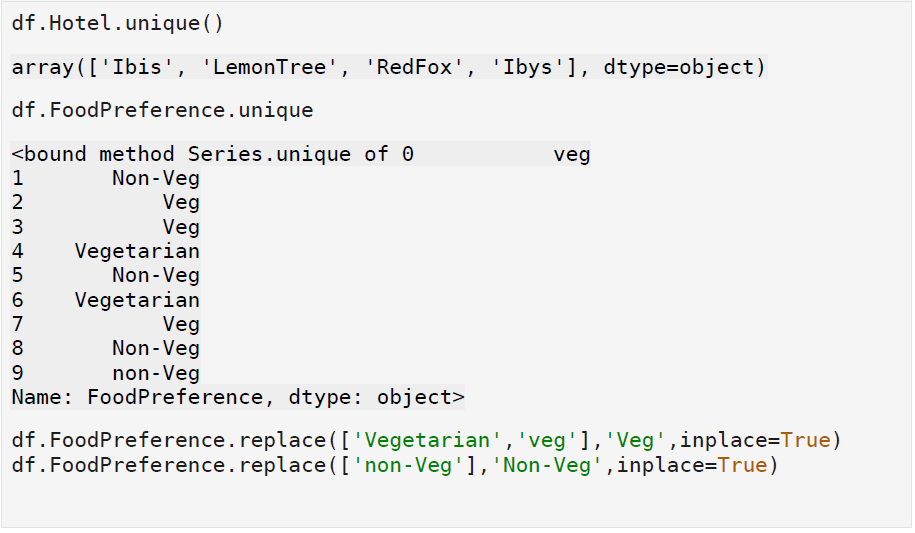 df.Hotel.unique()
array(['Ibis', 'LemonTree', 'RedFox', 'Ibys'], dtype=object)
df.FoodPreference.unique
<bound method Series.unique of 0           veg
1       Non-Veg
2           Veg
3           Veg
4    Vegetarian
5       Non-Veg
6    Vegetarian
7           Veg
8       Non-Veg
9       non-Veg
Name: FoodPreference, dtype: object>
df.FoodPreference.replace(['Vegetarian','veg'],'Veg',inplace=True)
df.FoodPreference.replace(['non-Veg'],'Non-Veg',inplace=True)